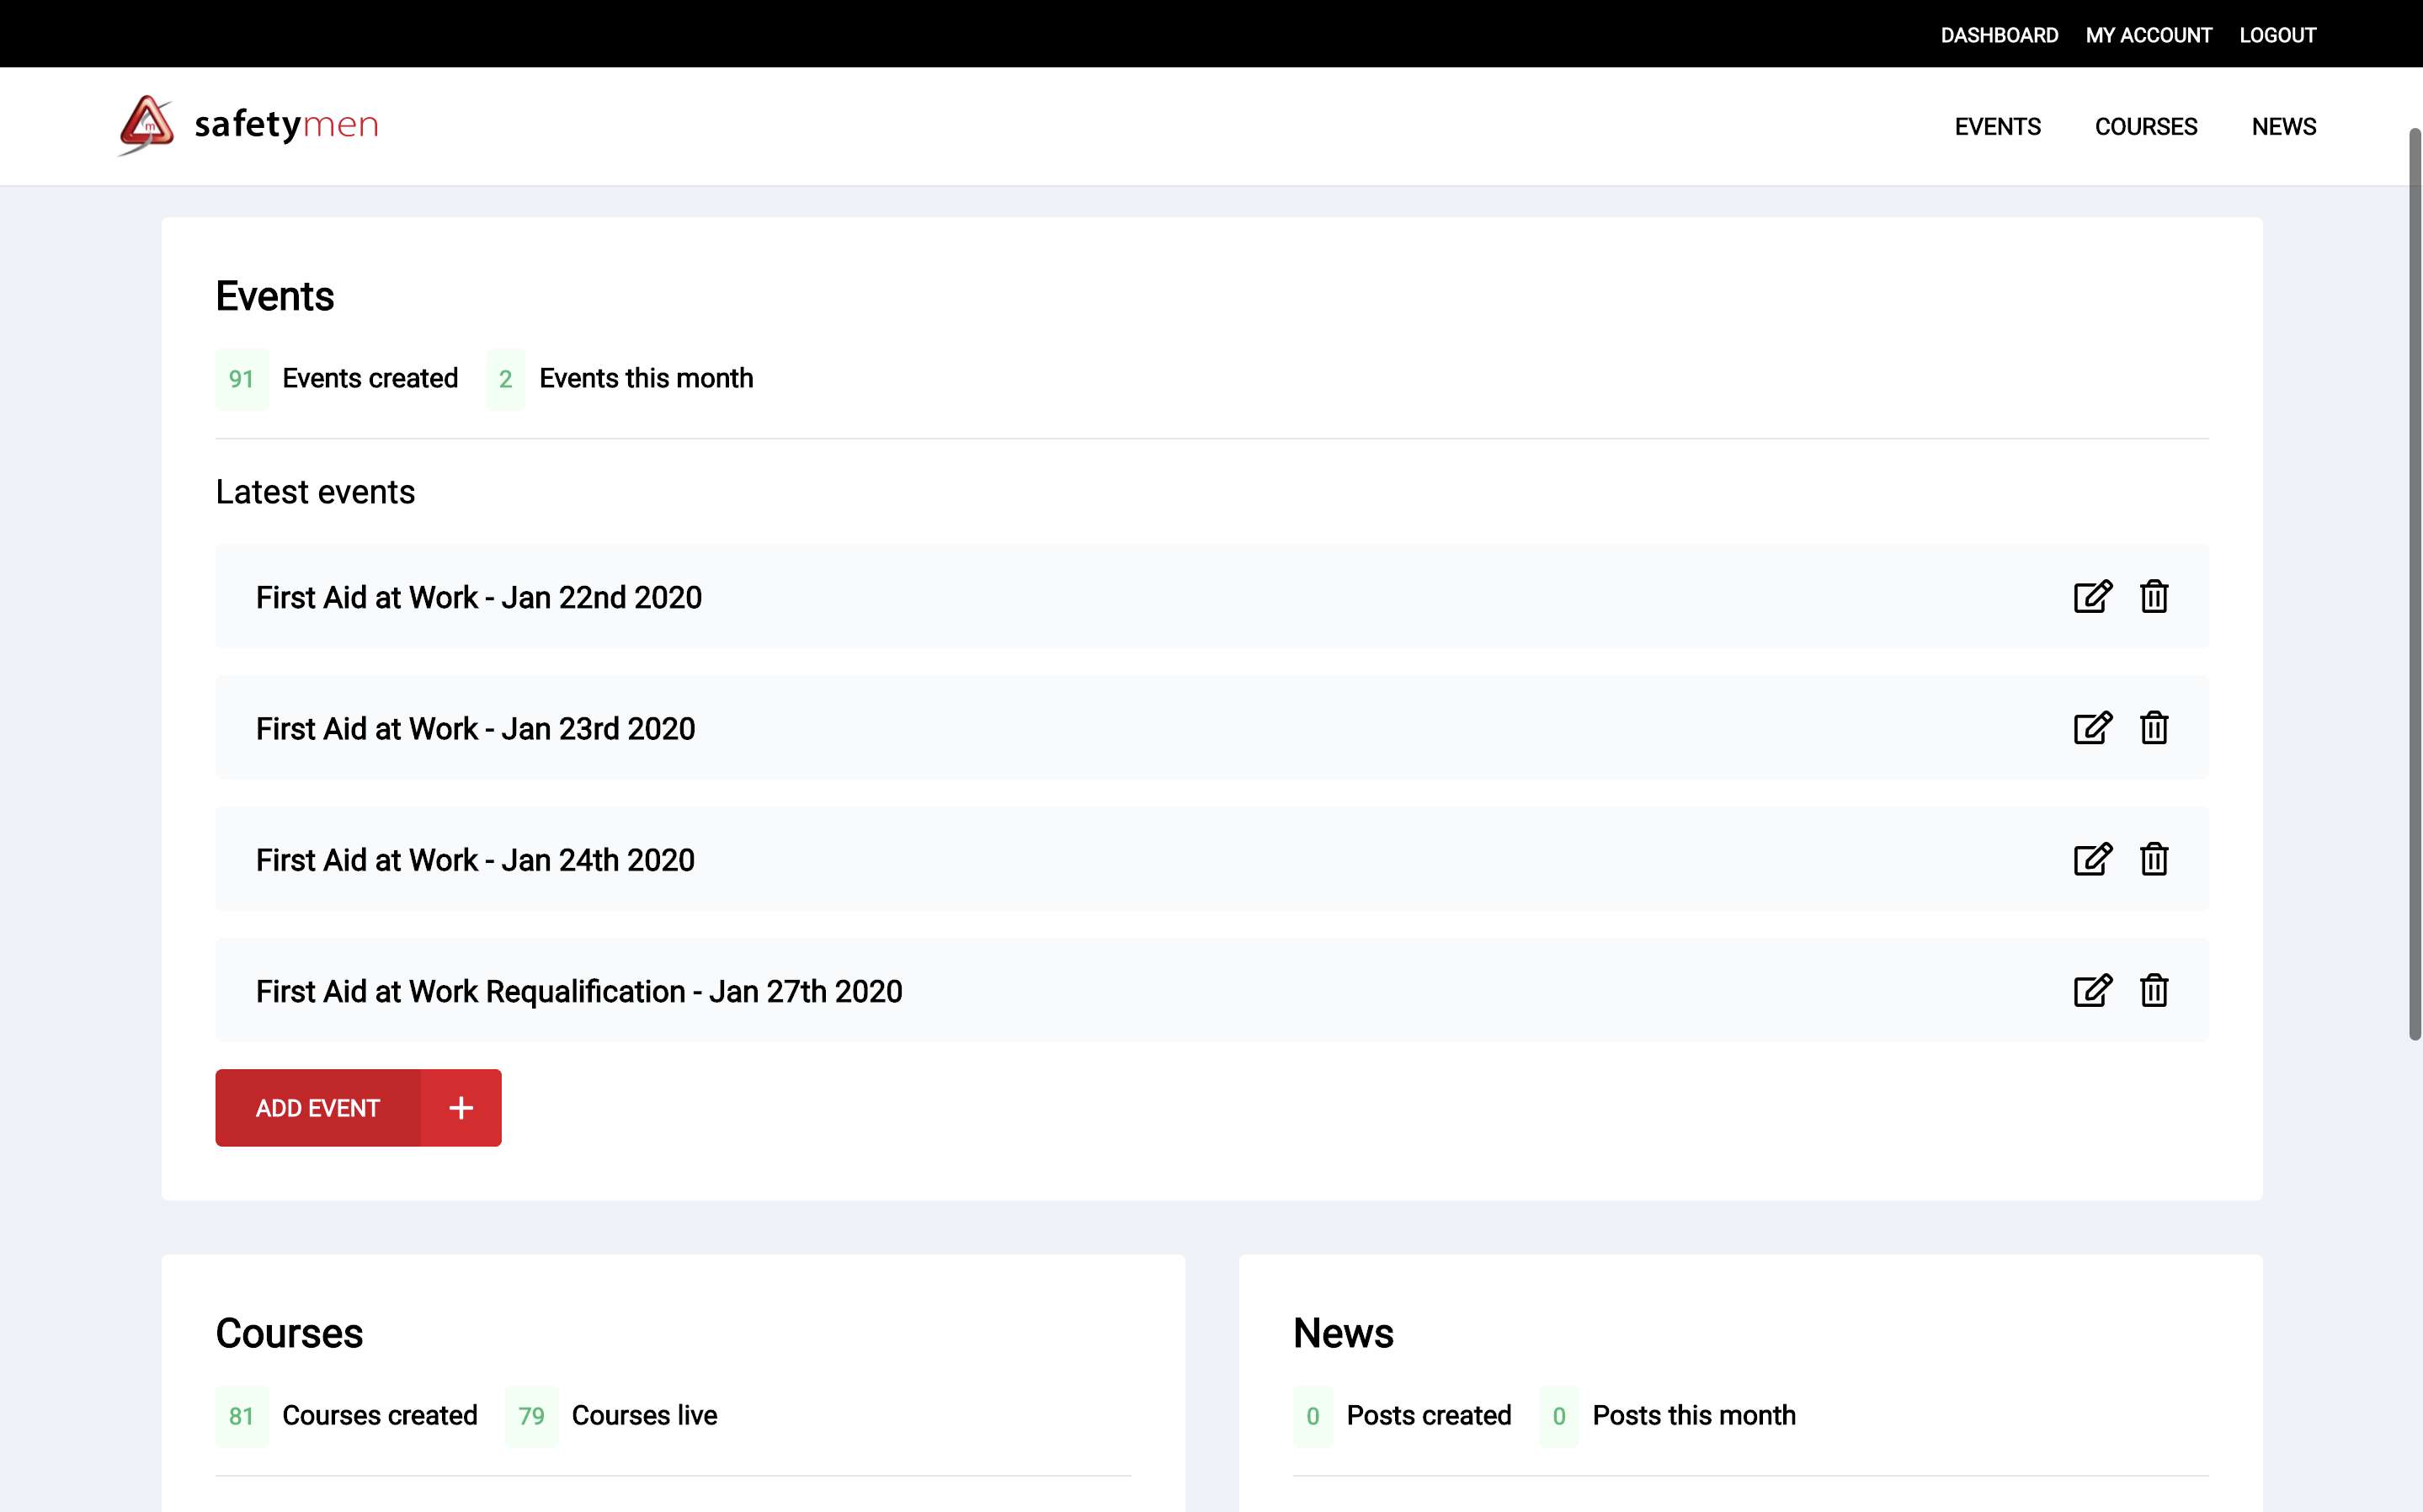 DASHBOARD MY ACCOUNT LOGOUT
m safetymen
EVENTS COURSES NEWS
Events
91 Events created 2 Events this month
Latest events
First Aid at Work - Jan 22nd 2020
First Aid at Work - Jan 23rd 2020
First Aid at Work - Jan 24th 2020
First Aid at Work Requalification - Jan 27th 2020
ADD EVENT +
Courses
81 Courses created 79 Courses live
News
0 Posts created 0 Posts this month